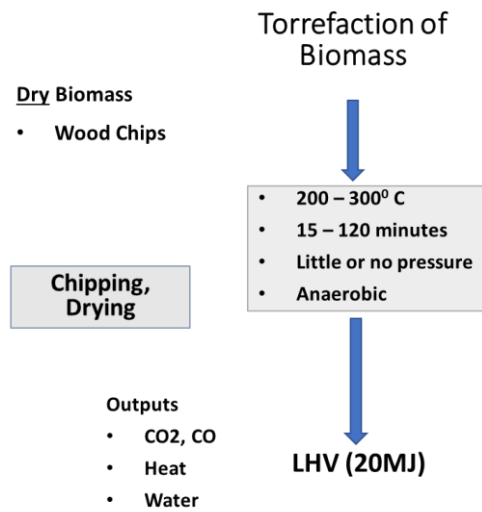 Torrefaction of
Biomass
Dry Biomass
• Wood Chips
• 200 – 300⁰ C
• 15 – 120 minutes
• Little or no pressure
• Anaerobic
Chipping,
Drying
Outputs
• CO2, CO
• Heat
• Water
LHV (20MJ)